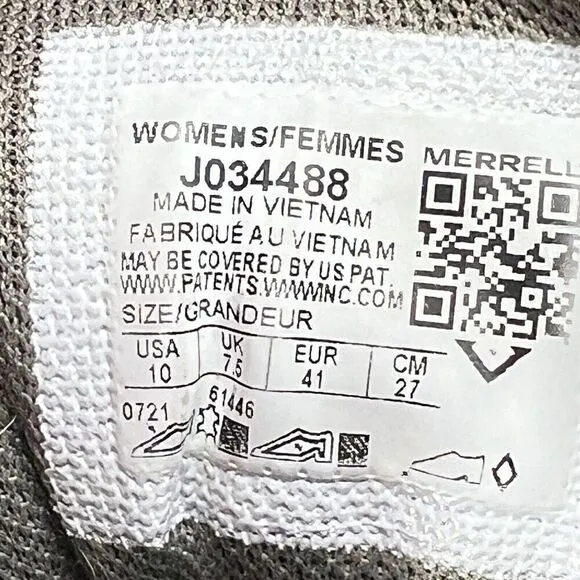 WOMENS/FEMMES
MERRELL
J034488
MADE IN VIETNAM
FABRIQUÉ AU VIETNAM
MAY BE COVERED BY US PAT.
WWW.PATENTS.WWWINC.COM
SIZE/GRANDEUR
USA UK EUR CM
10 7.5 41 27
0721 61446